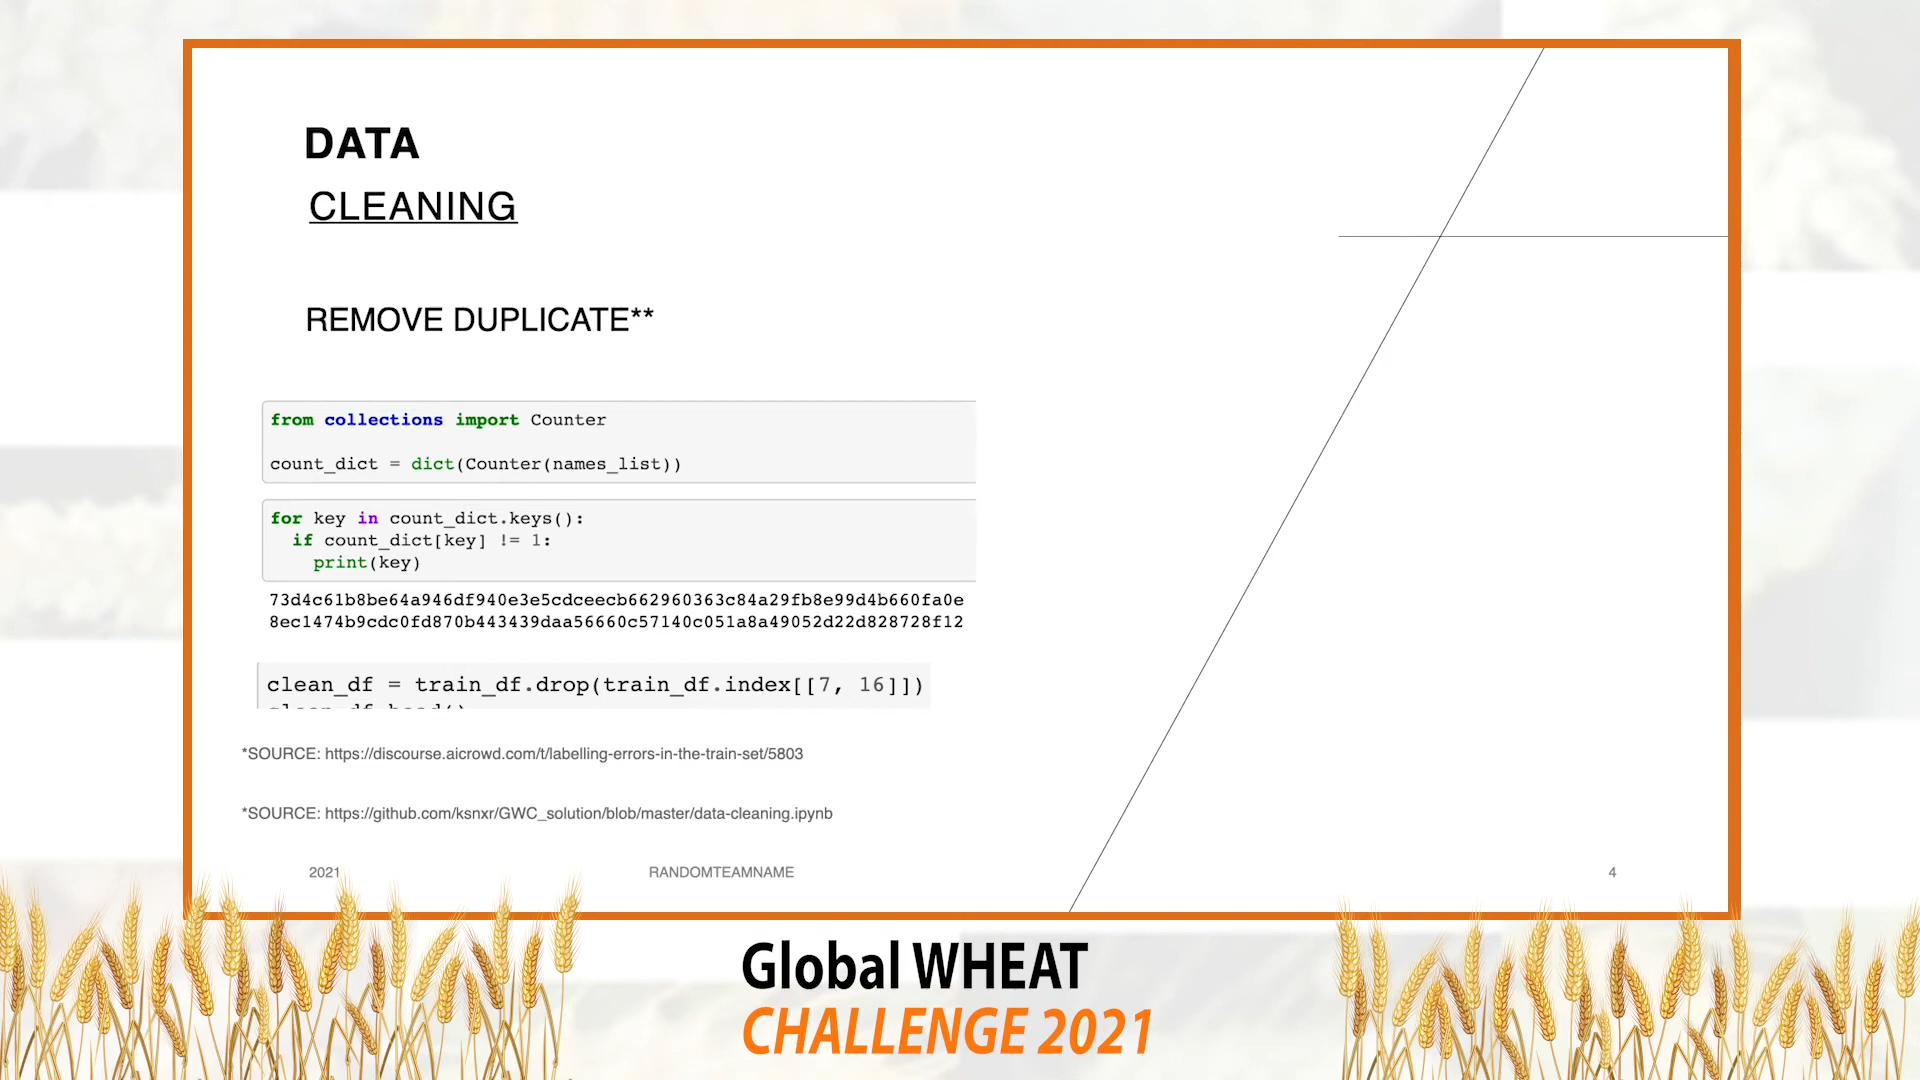 DATA
CLEANING
REMOVE DUPLICATE**
from collections import Counter
count_dict = dict(Counter(names_list))
for key in count_dict.keys():
if count_dict[key] != 1:
print(key)
73d4c61b8be64a946df940e3e5cdceecb662960363c84a29fb8e99d4b660fa0e
8ec1474b9cdc0fd870b443439daa56660c57140c051a8a49052d22d828728f12
clean_df = train_df.drop(train_df.index[[7, 16]])
*SOURCE: https://discourse.aicrowd.com/t/labelling-errors-in-the-train-set/5803
*SOURCE: https://github.com/ksnxr/GWC_solution/blob/master/data-cleaning.ipynb
2021
RANDOMTEAMNAME
4
Global WHEAT
CHALLENGE 2021